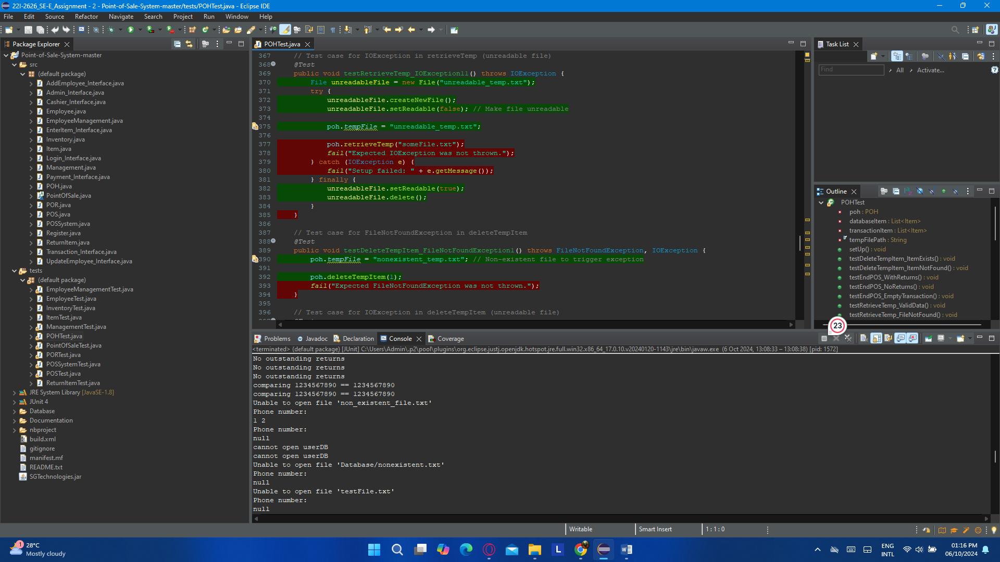 22I-2626_SE-E_Assignment - 2 - Point-of-Sale-System-master/tests/POHTest.java - Eclipse IDE
File Edit Source Refactor Navigate Search Project Run Window Help
Package Explorer
Point-of-Sale-System-master
src
(default package)
AddEmployee_Interface.java
Admin_Interface.java
Cashier_Interface.java
Employee.java
EmployeeManagement.java
EnterItem_Interface.java
Inventory.java
Item.java
Login_Interface.java
Management.java
Payment_Interface.java
POH.java
PointOfSale.java
POR.java
POS.java
POSSystem.java
Register.java
ReturnItem.java
Transaction_Interface.java
UpdateEmployee_Interface.java
tests
(default package)
EmployeeManagementTest.java
EmployeeTest.java
InventoryTest.java
ItemTest.java
ManagementTest.java
POHTest.java
PointOfSaleTest.java
PORTest.java
POSSystemTest.java
POSTest.java
ReturnItemTest.java
JRE System Library [JavaSE-1.8]
JUnit 4
Database
Documentation
nbproject
build.xml
gitignore
manifest.mf
README.txt
SGTechnologies.jar
POHTest.java
367 // Test case for IOException in retrieveTemp (unreadable file)
368 @Test
369 public void testRetrieveTemp_IOException11() throws IOException {
370 File unreadableFile = new File("unreadable_temp.txt");
371 try {
372 unreadableFile.createNewFile();
373 unreadableFile.setReadable(false); // Make file unreadable
374
375 poh.tempFile = "unreadable_temp.txt";
376
377 poh.retrieveTemp("someFile.txt");
378 fail("Expected IOException was not thrown.");
379 } catch (IOException e) {
380 fail("Setup failed: " + e.getMessage());
381 } finally {
382 unreadableFile.setReadable(true);
383 unreadableFile.delete();
384 }
385 }
386
387 // Test case for FileNotFoundException in deleteTempItem
388 @Test
389 public void testDeleteTempItem_FileNotFoundException1() throws FileNotFoundException, IOException {
390 poh.tempFile = "nonexistent_temp.txt"; // Non-existent file to trigger exception
391
392 poh.deleteTempItem(1);
393 fail("Expected FileNotFoundException was not thrown.");
394 }
395
396 // Test case for IOException in deleteTempItem (unreadable file)
Task List
Find
All
Activate...
Outline
POHTest
poh : POH
databaseItem : List<Item>
transactionItem : List<Item>
tempFilePath : String
setUp() : void
testDeleteTempItem_ItemExists() : void
testDeleteTempItem_ItemNotFound() : void
testEndPOS_WithReturns() : void
testEndPOS_NoReturns() : void
testEndPOS_EmptyTransaction() : void
testRetrieveTemp_ValidData() : void
testRetrieveTemp_FileNotFound() : void
23
Problems Javadoc Declaration Console Coverage
<terminated> (default package) [JUnit] C:\Users\Admin\.p2\pool\plugins\org.eclipse.justj.openjdk.hotspot.jre.full.win32.x86_64_17.0.10.v20240120-1143\jre\bin\javaw.exe (6 Oct 2024, 13:08:33 – 13:08:38) [pid: 1572]
No outstanding returns
No outstanding returns
No outstanding returns
comparing 1234567890 == 1234567890
comparing 1234567890 == 1234567890
Unable to open file 'non_existent_file.txt'
Phone number:
1 2
Phone number:
null
cannot open userDB
cannot open userDB
Unable to open file 'Database/nonexistent.txt'
Phone number:
null
Unable to open file 'testFile.txt'
Phone number:
null
Writable
Smart Insert
1 : 1 : 0
1
28°C
Mostly cloudy
L
W
ENG
INTL
01:16 PM
06/10/2024